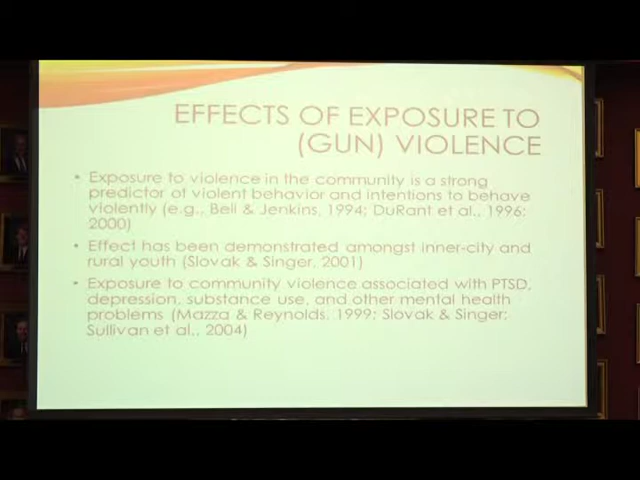 EFFECTS OF EXPOSURE TO
(GUN) VIOLENCE
• Exposure to violence in the community is a strong
predictor of violent behavior and intentions to behave
violently (e.g., Bell & Jenkins, 1994; DuRant et al., 1996;
2000)
• Effect has been demonstrated amongst inner-city and
rural youth (Slovak & Singer, 2001)
• Exposure to community violence associated with PTSD,
depression, substance use, and other mental health
problems (Mazza & Reynolds, 1999; Slovak & Singer;
Sullivan et al., 2004)